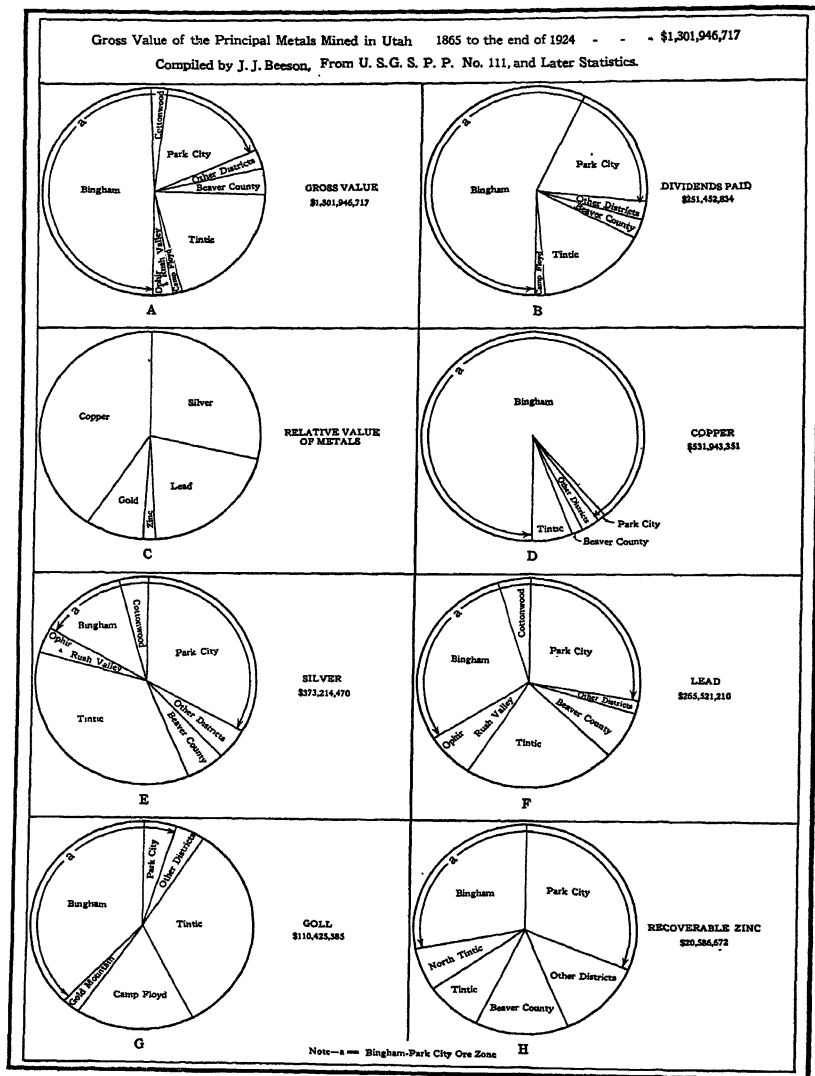 Gross Value of the Principal Metals Mined in Utah 1865 to the end of 1924 - - - $1,301,946,717
Compiled by J. J. Beeson, From U. S. G. S. P. P. No. 111, and Later Statistics.
a
Cottonwood
Park City
Other Districts
Beaver County
Bingham
Tintic
Ophir
& Rush Valley
Camp Floyd
GROSS VALUE
$1,301,946,717
A
a
Park City
Bingham
Other Districts
Beaver County
Tintic
Camp Floyd
DIVIDENDS PAID
$251,452,834
B
Copper
Silver
Gold
Zinc
Lead
RELATIVE VALUE
OF METALS
C
a
Bingham
Other Districts
Park City
Tintic
Beaver County
COPPER
$531,943,351
D
a
Bingham
Cottonwood
Park City
Ophir
& Rush Valley
Tintic
Other Districts
Beaver County
SILVER
$373,214,470
E
a
Cottonwood
Bingham
Park City
Other Districts
Beaver County
Ophir
Rush Valley
Tintic
LEAD
$265,521,210
F
a
Park City
Other Districts
Bingham
Tintic
Gold Mountain
Camp Floyd
GOLL
$110,425,385
G
a
Bingham
Park City
North Tintic
Other Districts
Tintic
Beaver County
RECOVERABLE ZINC
$20,586,672
H
Note—a = Bingham-Park City Ore Zone